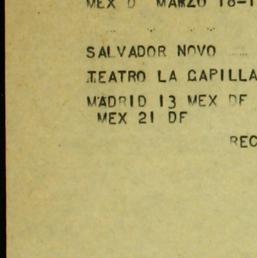 MEX D MARZO 18-1
SALVADOR NOVO
TEATRO LA CAPILLA
MADRID 13 MEX DF
MEX 21 DF
REC